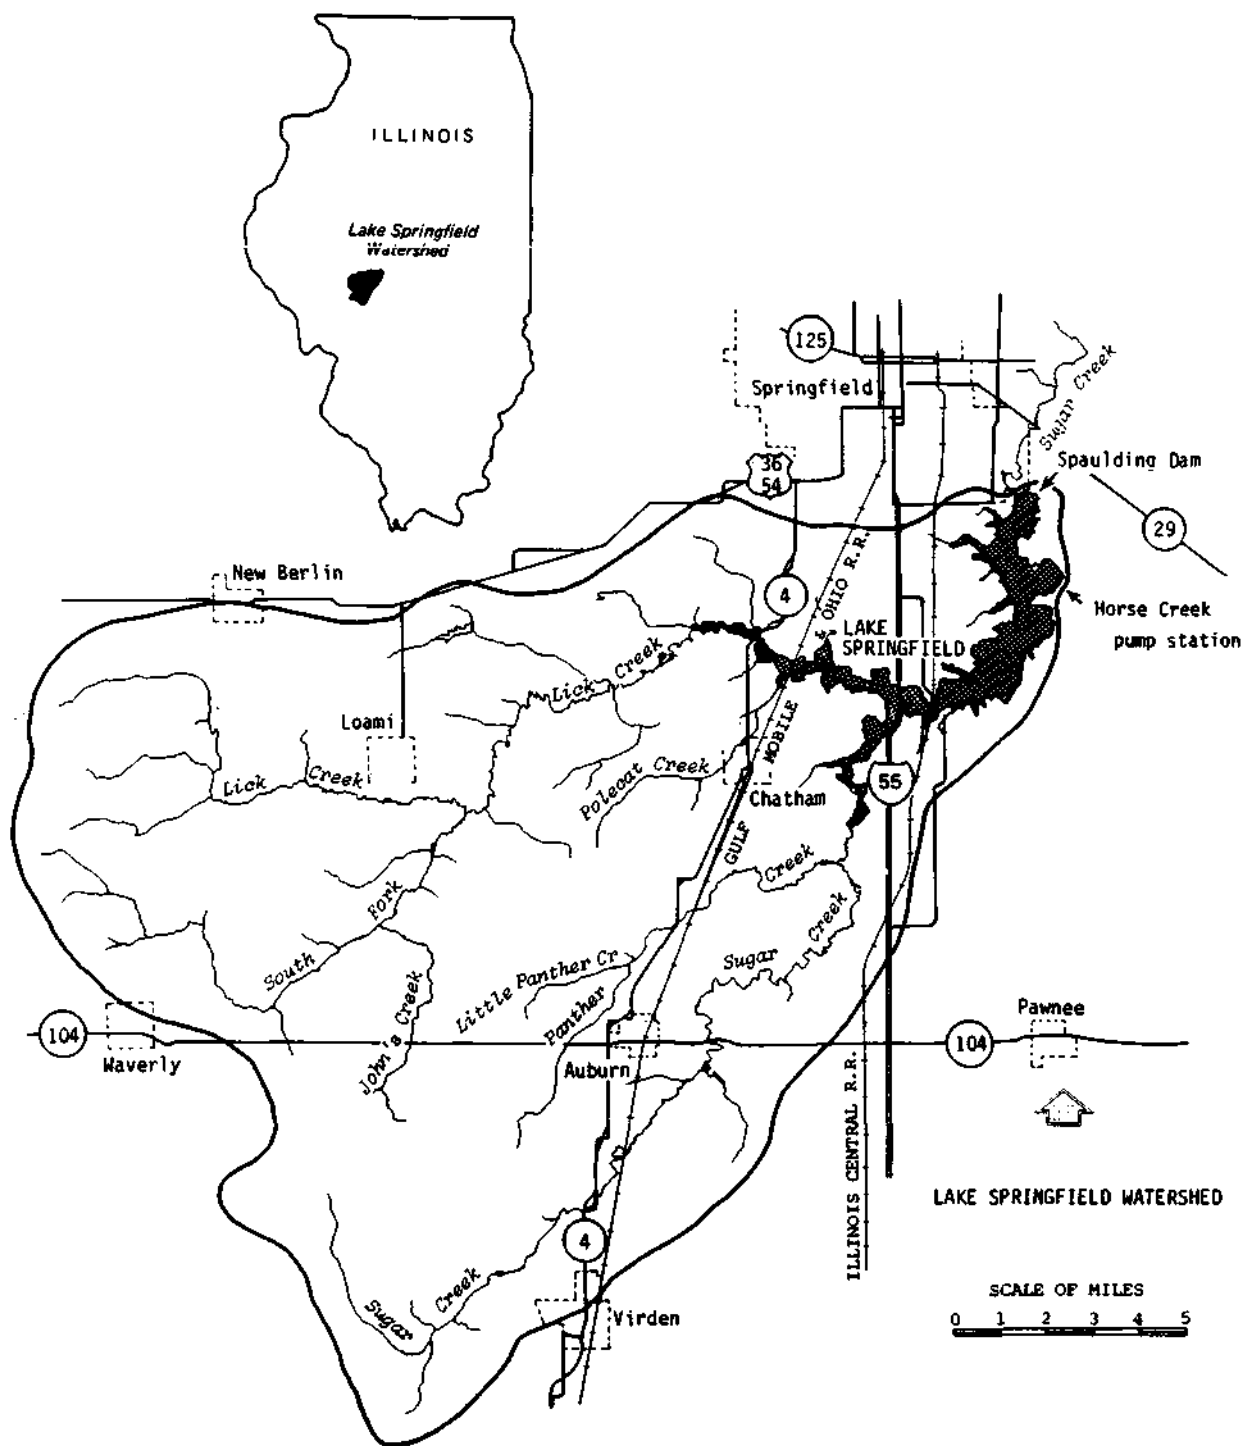 ILLINOIS
Lake Springfield
Watershed
125
Springfield
Sugar Creek
36
54
Spaulding Dam
29
New Berlin
4
Horse Creek
pump station
LAKE
SPRINGFIELD
GULF MOBILE & OHIO R.R.
Lick Creek
Loami
Lick Creek
Polecat Creek
Chatham
55
South Fork
Creek
Sugar Creek
Little Panther Cr
Panther
John's Creek
104
Waverly
Auburn
104
Pawnee
ILLINOIS CENTRAL R.R.
LAKE SPRINGFIELD WATERSHED
4
Sugar Creek
Virden
SCALE OF MILES
0 1 2 3 4 5